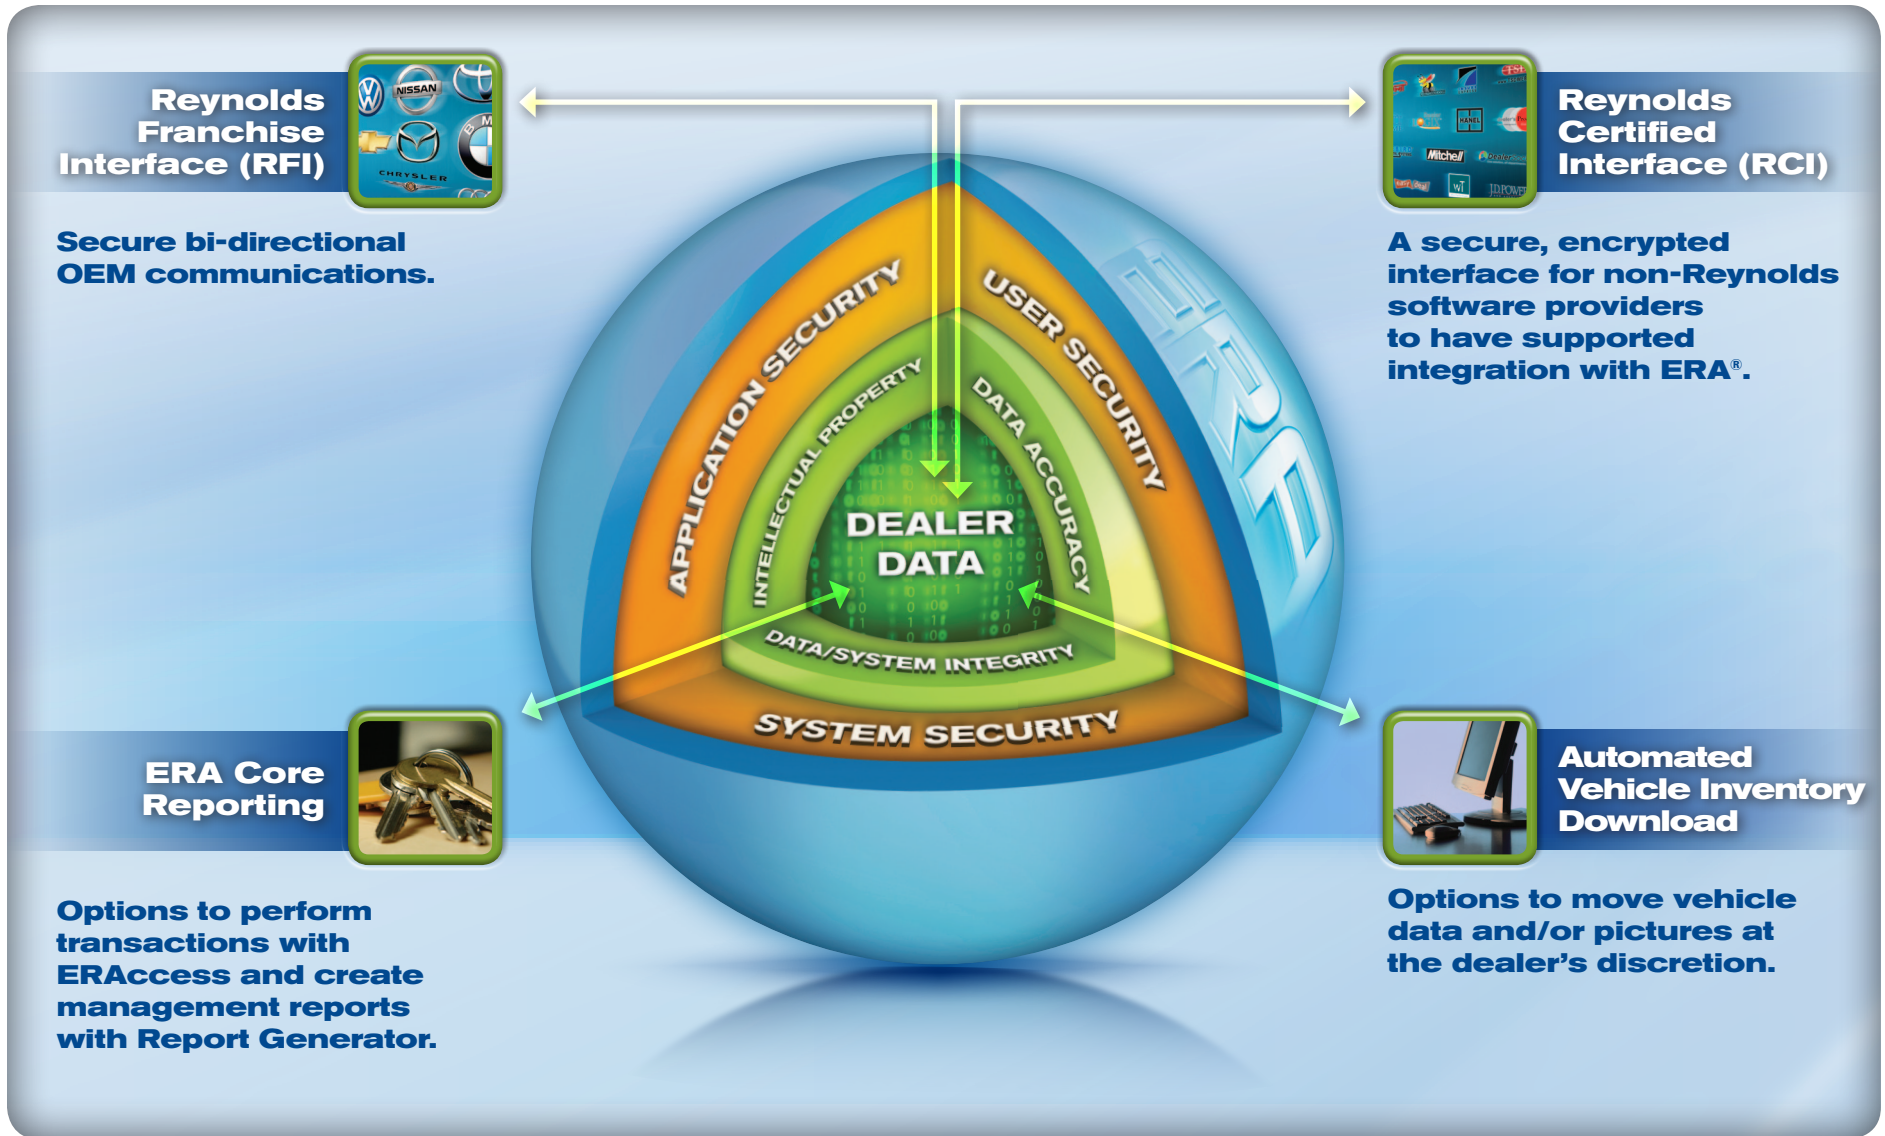 Reynolds
Franchise
Interface (RFI)
NISSAN
BM
CHRYSLER
Secure bi-directional
OEM communications.
Reynolds
Certified
Interface (RCI)
HANEL
Mitchell
WT
J.D. POWER
A secure, encrypted
interface for non-Reynolds
software providers
to have supported
integration with ERA®.
ERA
APPLICATION SECURITY
USER SECURITY
INTELLECTUAL PROPERTY
DATA ACCURACY
DEALER
DATA
DATA/SYSTEM INTEGRITY
SYSTEM SECURITY
ERA Core
Reporting
Options to perform
transactions with
ERAccess and create
management reports
with Report Generator.
Automated
Vehicle Inventory
Download
Options to move vehicle
data and/or pictures at
the dealer's discretion.